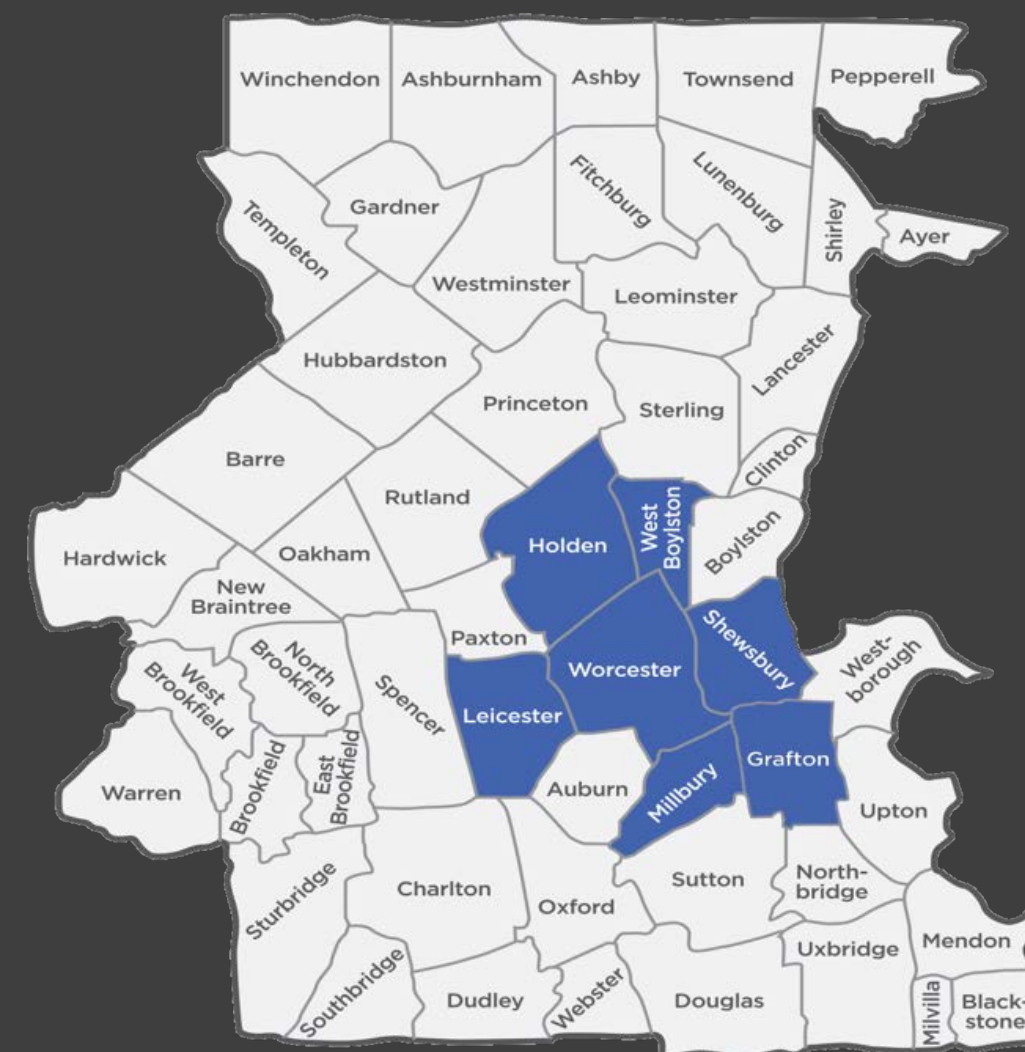 Winchendon
Ashburnham
Ashby
Townsend
Pepperell
Templeton
Gardner
Fitchburg
Lunenburg
Shirley
Ayer
Westminster
Leominster
Hubbardston
Lancaster
Princeton
Sterling
Barre
Clinton
Rutland
Holden
West
Boylston
Boylston
Hardwick
Oakham
New
Braintree
Paxton
Shewsbury
West-
borough
West
Brookfield
North
Brookfield
Spencer
Leicester
Worcester
Grafton
Warren
Brookfield
East
Brookfield
Auburn
Millbury
Upton
Sturbridge
Charlton
Oxford
Sutton
North-
bridge
Southbridge
Dudley
Webster
Douglas
Uxbridge
Mendon
Milvilla
Black-
stone